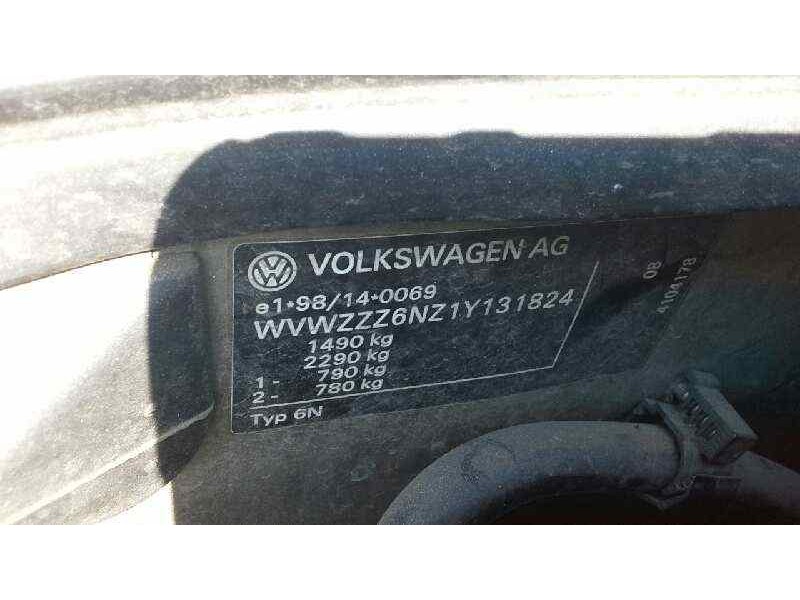 VOLKSWAGEN AG
e1*98/14*0069
WVWZZZ6NZ1Y131824
1490 kg
2290 kg
1- 790 kg
2- 780 kg
Typ 6N
08